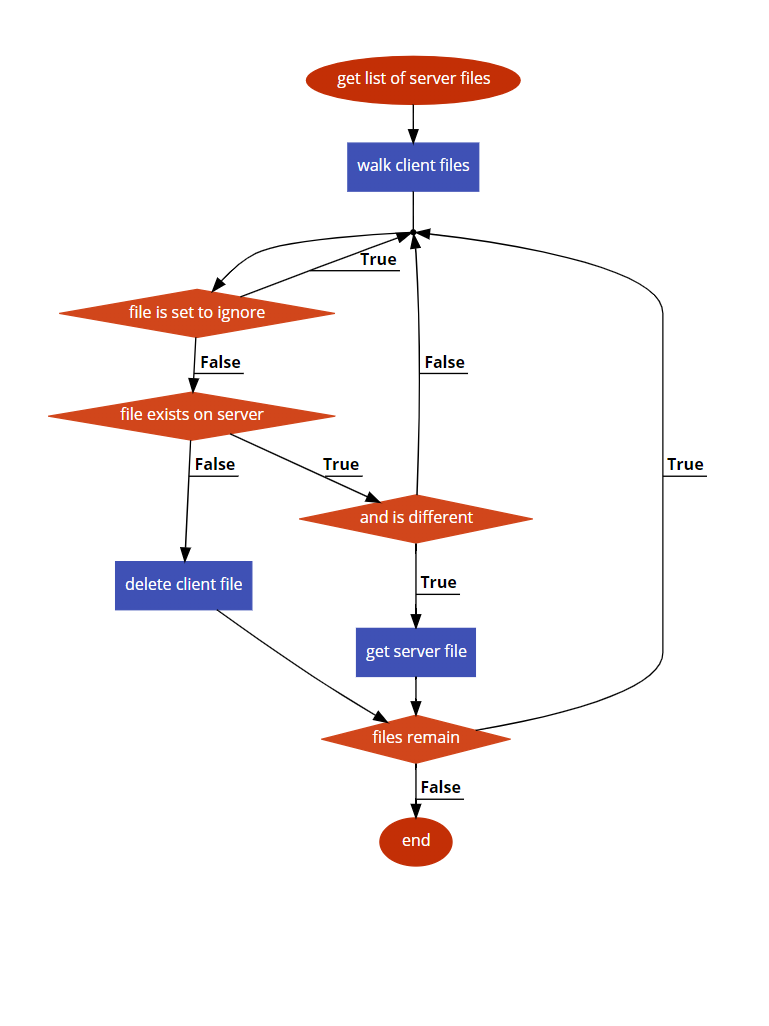 get list of server files
walk client files
True
file is set to ignore
False
False
file exists on server
False
True
True
and is different
True
delete client file
get server file
files remain
False
end